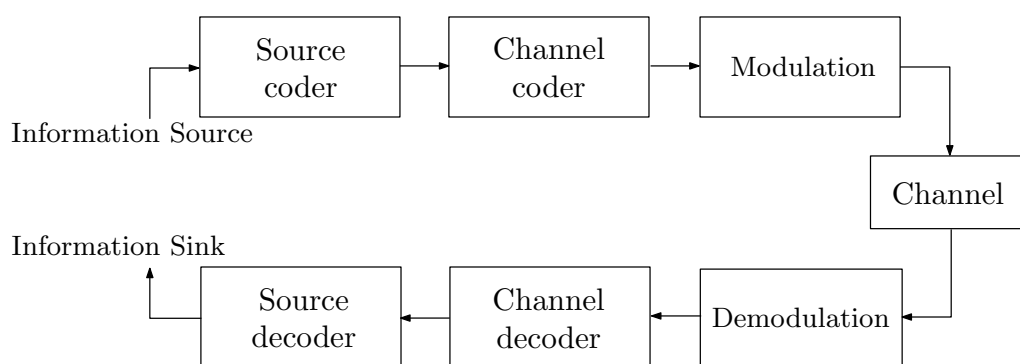 Source
coder
Channel
coder
Modulation
Information Source
Channel
Information Sink
Source
decoder
Channel
decoder
Demodulation